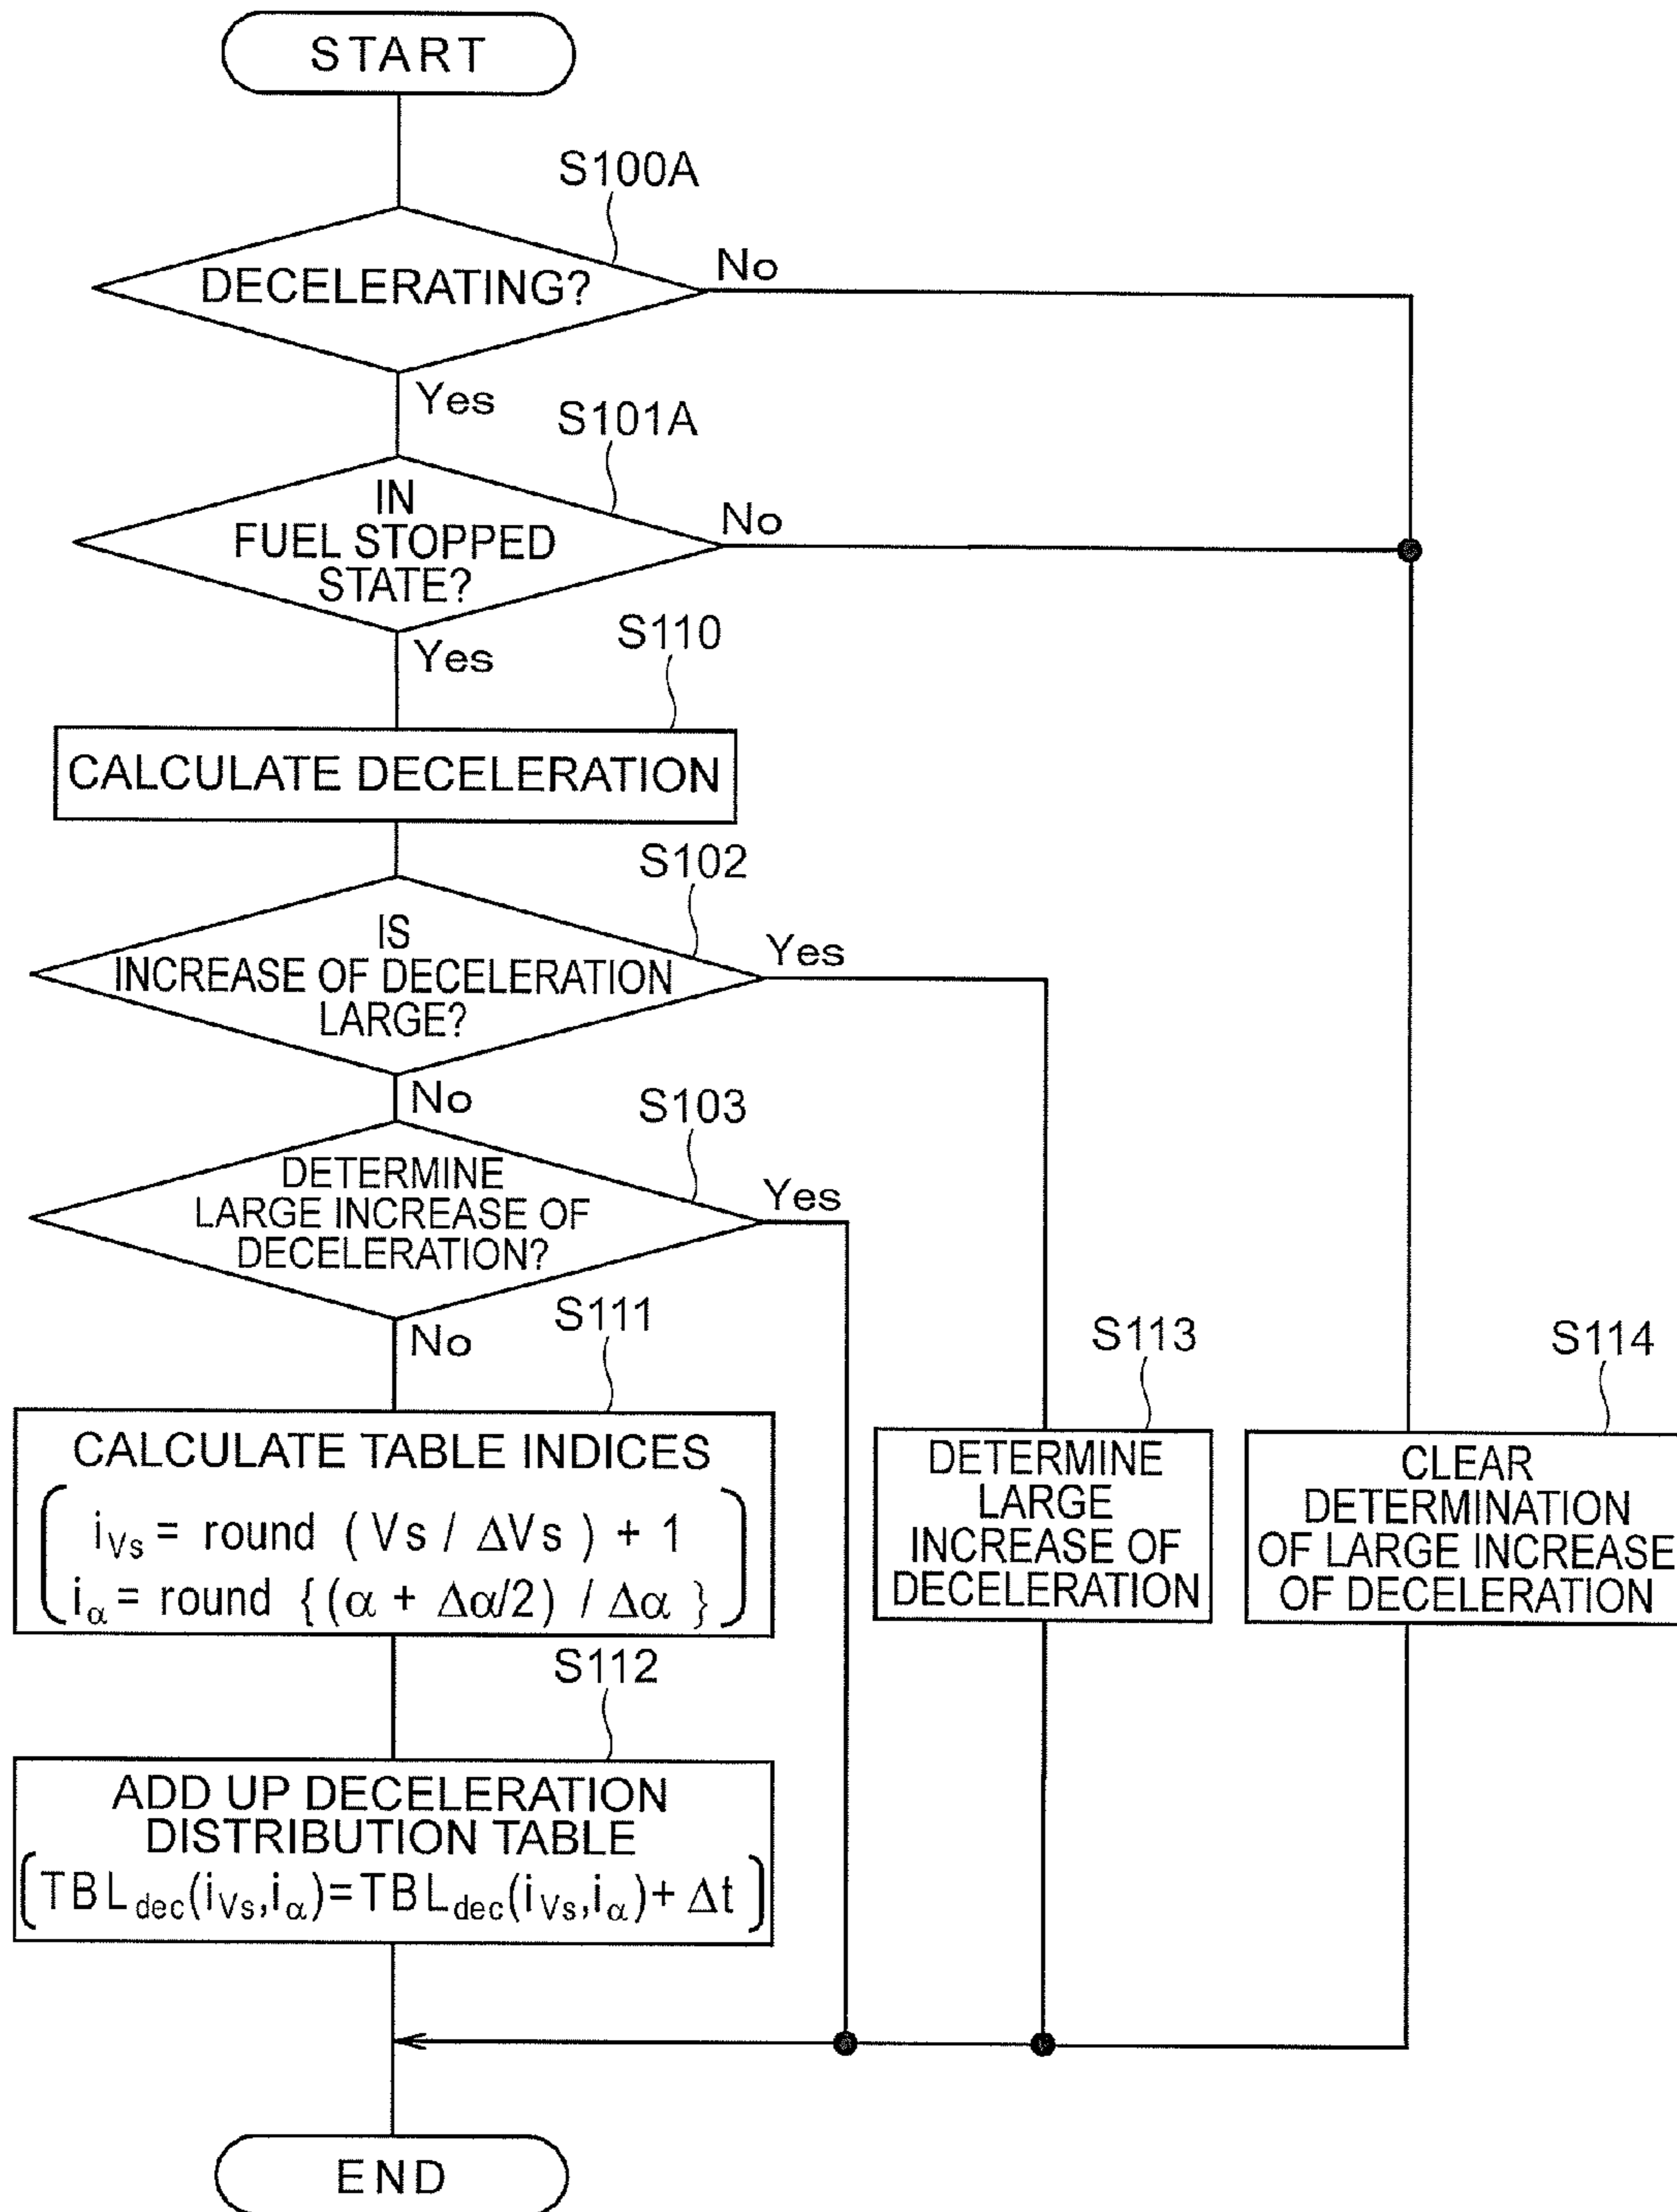 START
S100A
DECELERATING?
No
Yes
S101A
IN
FUEL STOPPED
STATE?
No
Yes
S110
CALCULATE DECELERATION
S102
IS
INCREASE OF DECELERATION
LARGE?
Yes
No
S103
DETERMINE
LARGE INCREASE OF
DECELERATION?
Yes
No
S111
CALCULATE TABLE INDICES
i_Vs = round (Vs / ΔVs) + 1
i_α = round {(α + Δα/2) / Δα}
S112
ADD UP DECELERATION
DISTRIBUTION TABLE
TBL_dec(i_Vs,i_α)=TBL_dec(i_Vs,i_α)+ Δt
S113
DETERMINE
LARGE
INCREASE OF
DECELERATION
S114
CLEAR
DETERMINATION
OF LARGE INCREASE
OF DECELERATION
END